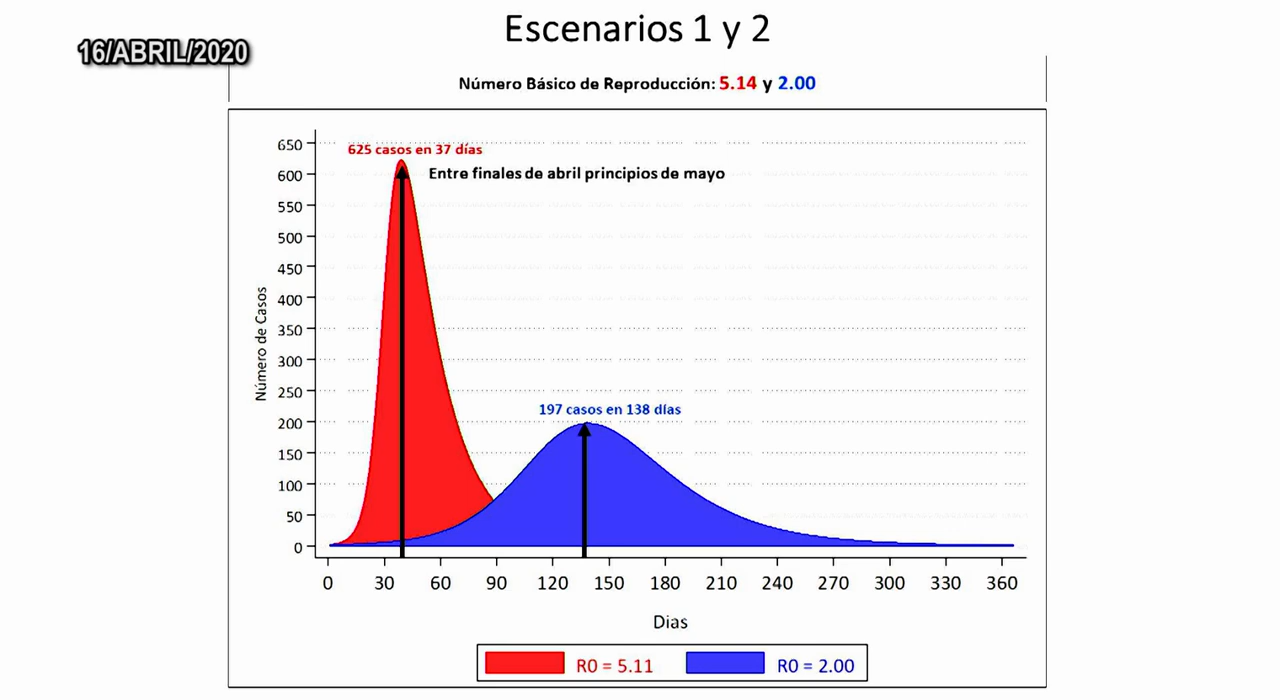 Escenarios 1 y 2
16/ABRIL/2020
Número Básico de Reproducción: 5.14 y 2.00
625 casos en 37 días
Entre finales de abril principios de mayo
197 casos en 138 días
Número de Casos
650
600
550
500
450
400
350
300
250
200
150
100
50
0
0 30 60 90 120 150 180 210 240 270 300 330 360
Dias
R0 = 5.11 R0 = 2.00